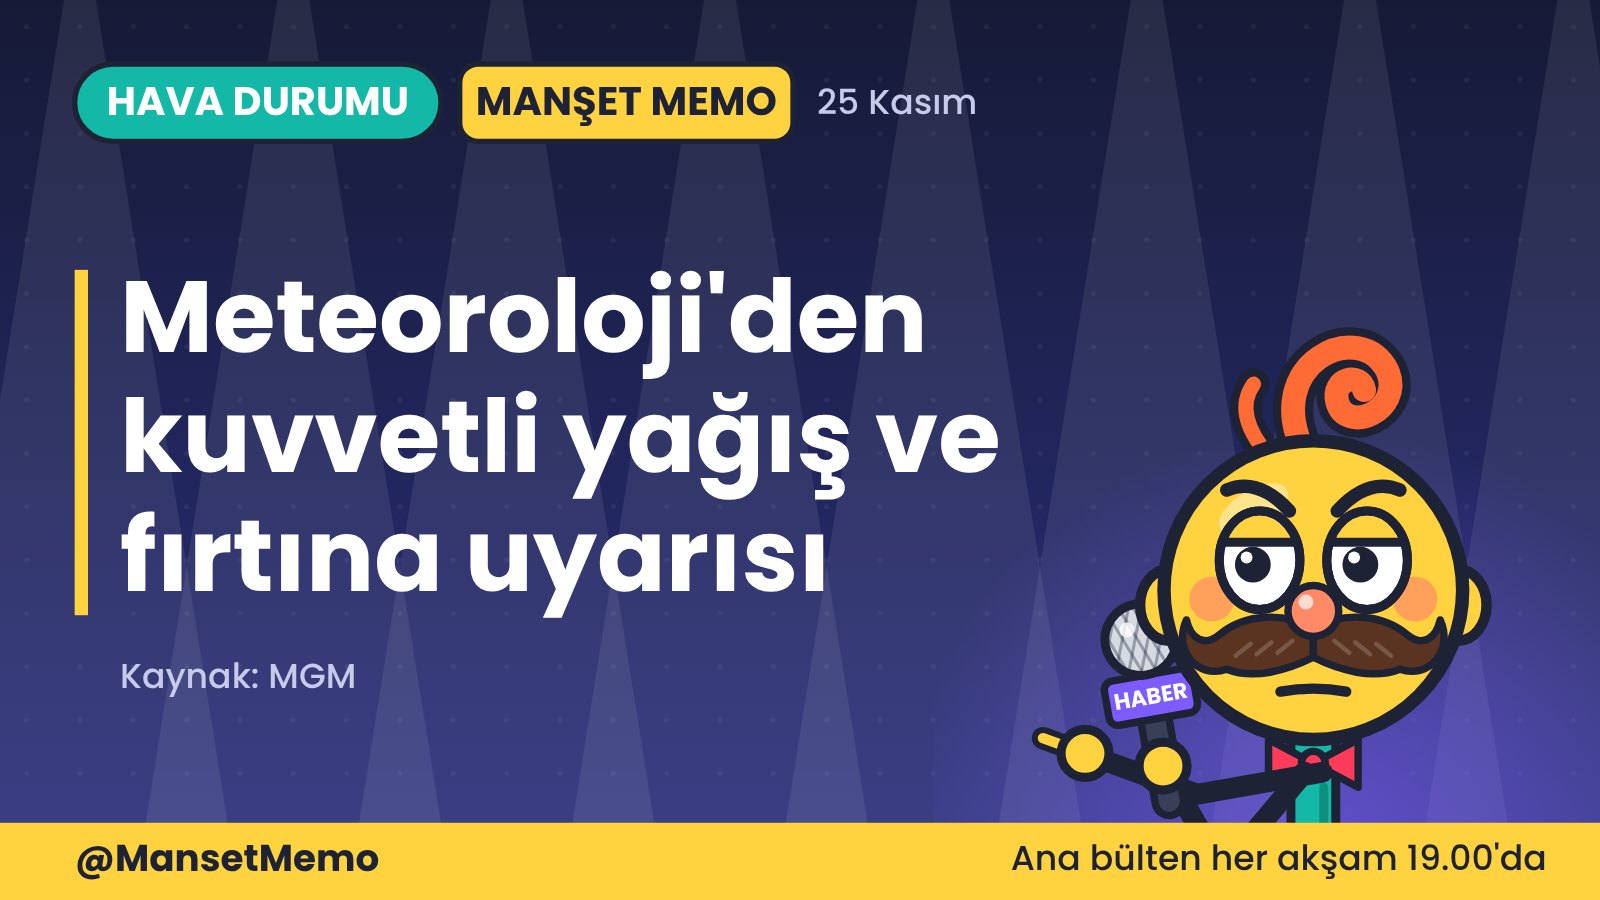 HAVA DURUMU MANŞET MEMO 25 Kasım
Meteoroloji'den
kuvvetli yağış ve
fırtına uyarısı
Kaynak: MGM
HABER
@MansetMemo Ana bülten her akşam 19.00'da